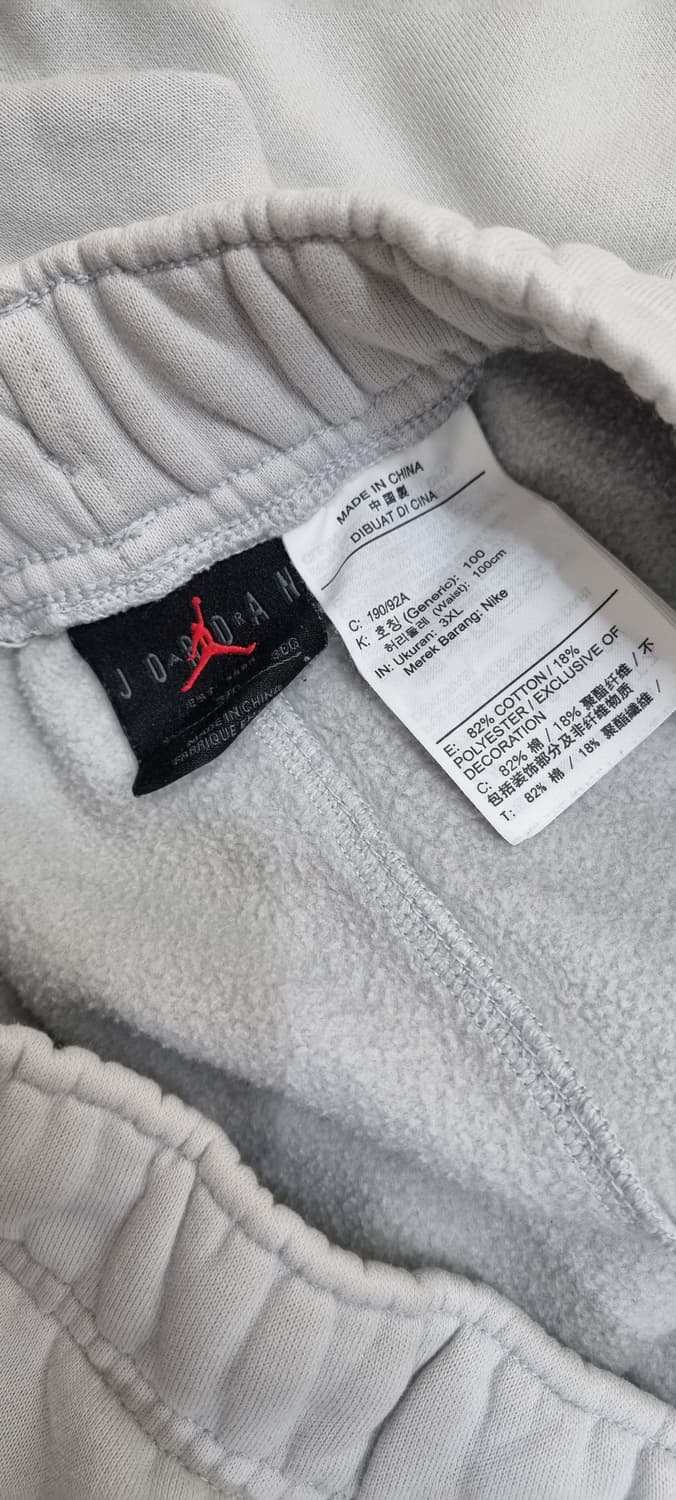 JORDAN
MADE IN CHINA
MADE IN CHINA
中國製
DIBUAT DI CINA
C: 190/92A
K: 호칭 (Generic): 100
허리둘레 (Waist): 100cm
IN: Ukuran: 3XL
Merek Barang: Nike
E: 82% COTTON / 18%
POLYESTER / EXCLUSIVE OF
DECORATION
C: 82% 棉 / 18% 聚酯纤维 / 不
包括装饰部分及非纤维物质 /
T: 82% 棉 / 18% 聚酯纖維 /